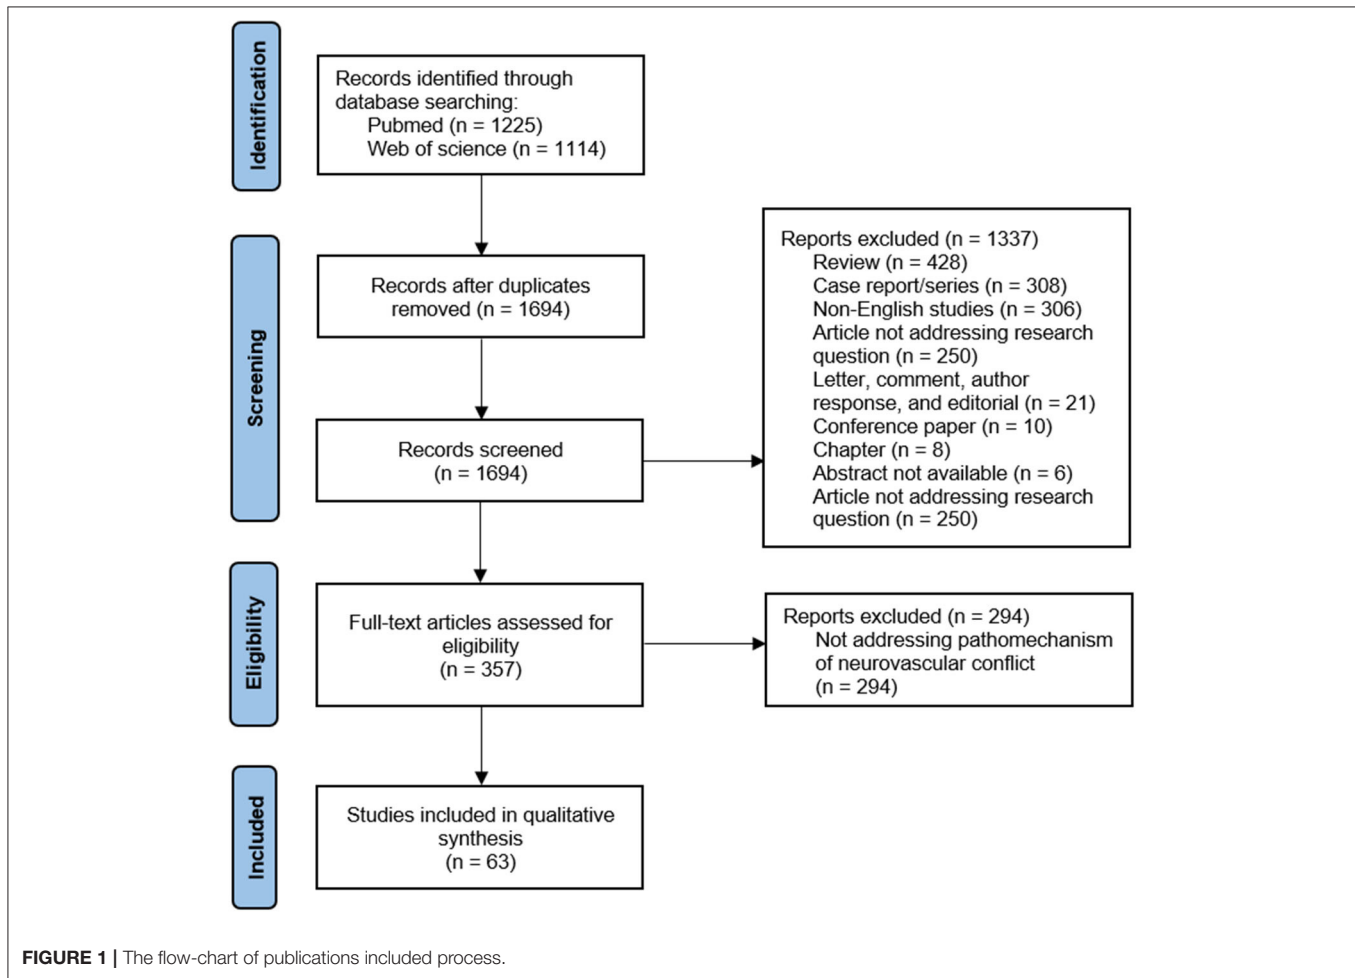 Identification
Records identified through
database searching:
Pubmed (n = 1225)
Web of science (n = 1114)
Screening
Records after duplicates
removed (n = 1694)
Records screened
(n = 1694)
Reports excluded (n = 1337)
Review (n = 428)
Case report/series (n = 308)
Non-English studies (n = 306)
Article not addressing research
question (n = 250)
Letter, comment, author
response, and editorial (n = 21)
Conference paper (n = 10)
Chapter (n = 8)
Abstract not available (n = 6)
Article not addressing research
question (n = 250)
Eligibility
Full-text articles assessed for
eligibility
(n = 357)
Reports excluded (n = 294)
Not addressing pathomechanism
of neurovascular conflict
(n = 294)
Included
Studies included in qualitative
synthesis
(n = 63)
FIGURE 1 | The flow-chart of publications included process.